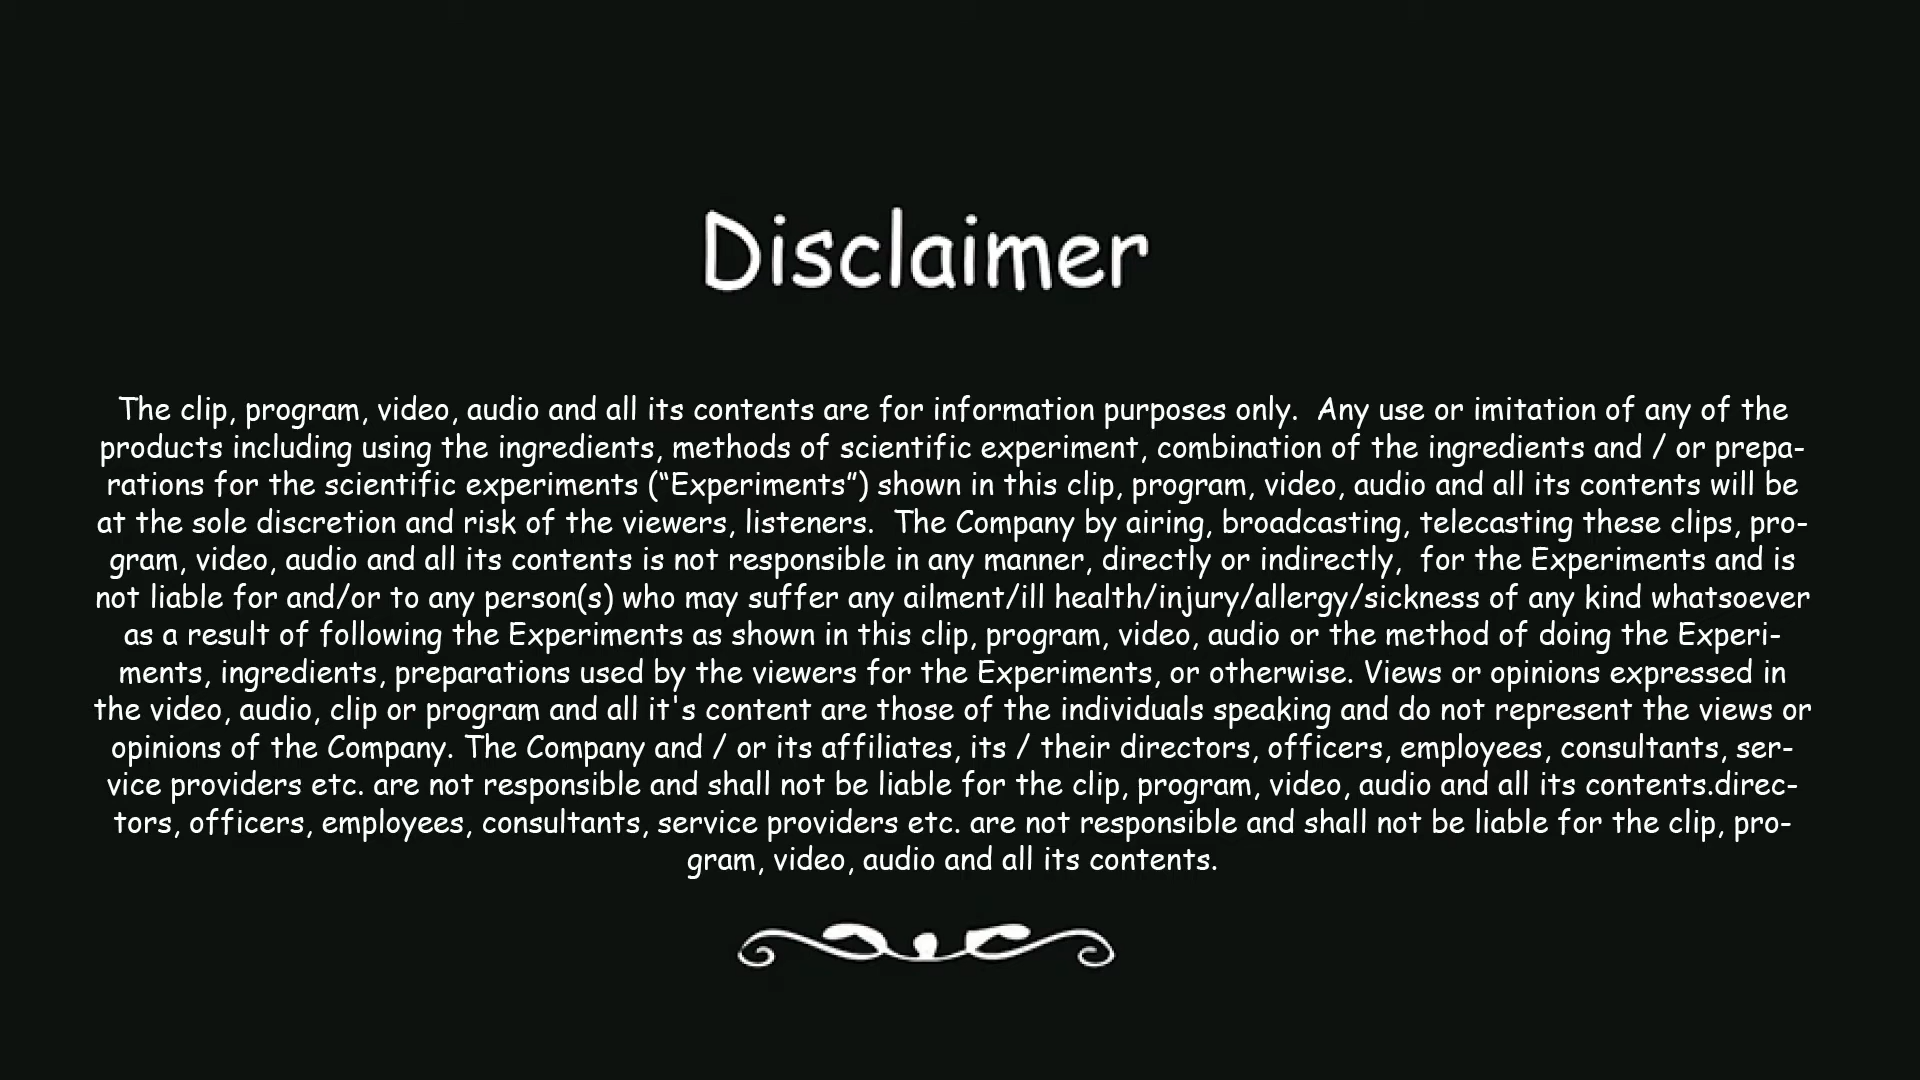 Disclaimer
The clip, program, video, audio and all its contents are for information purposes only.  Any use or imitation of any of the
products including using the ingredients, methods of scientific experiment, combination of the ingredients and / or prepa-
rations for the scientific experiments (“Experiments”) shown in this clip, program, video, audio and all its contents will be
at the sole discretion and risk of the viewers, listeners.  The Company by airing, broadcasting, telecasting these clips, pro-
gram, video, audio and all its contents is not responsible in any manner, directly or indirectly,  for the Experiments and is
not liable for and/or to any person(s) who may suffer any ailment/ill health/injury/allergy/sickness of any kind whatsoever
as a result of following the Experiments as shown in this clip, program, video, audio or the method of doing the Experi-
ments, ingredients, preparations used by the viewers for the Experiments, or otherwise. Views or opinions expressed in
the video, audio, clip or program and all it's content are those of the individuals speaking and do not represent the views or
opinions of the Company. The Company and / or its affiliates, its / their directors, officers, employees, consultants, ser-
vice providers etc. are not responsible and shall not be liable for the clip, program, video, audio and all its contents.direc-
tors, officers, employees, consultants, service providers etc. are not responsible and shall not be liable for the clip, pro-
gram, video, audio and all its contents.